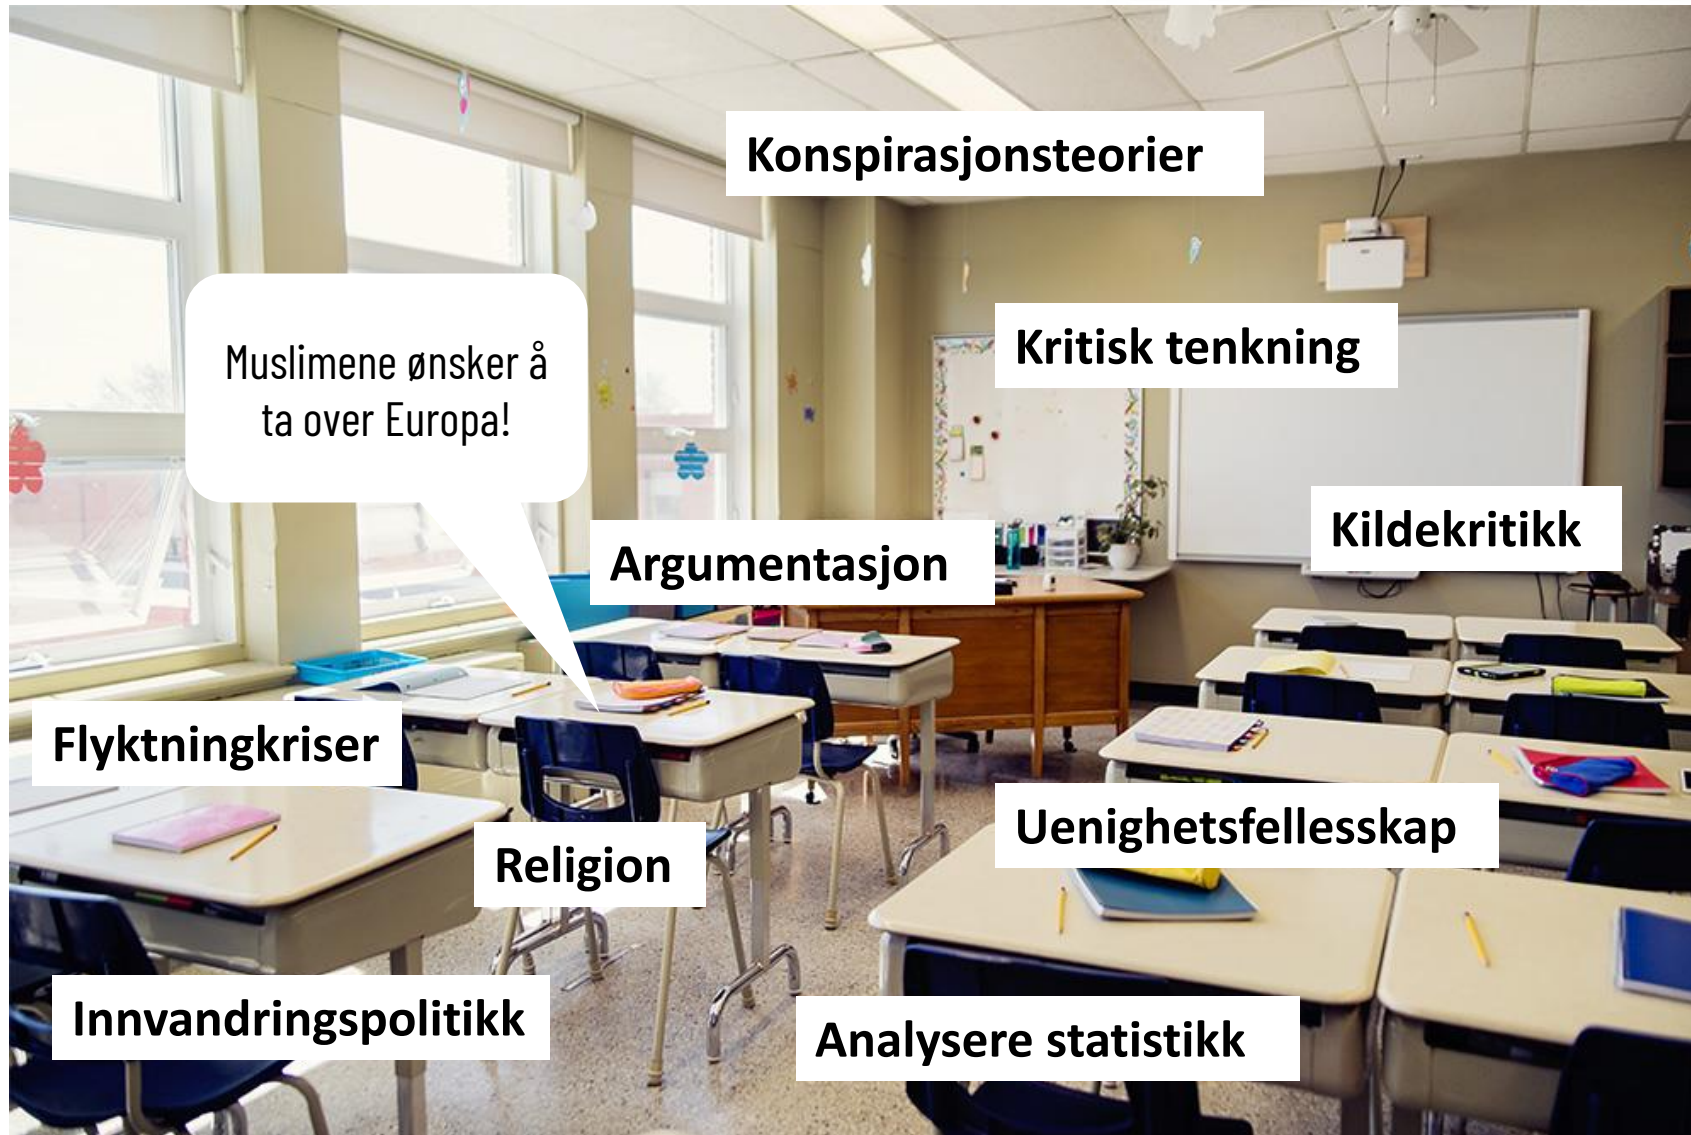 Konspirasjonsteorier
Kritisk tenkning
Muslimene ønsker å
ta over Europa!
Kildekritikk
Argumentasjon
Flyktningkriser
Uenighetsfellesskap
Religion
Innvandringspolitikk
Analysere statistikk